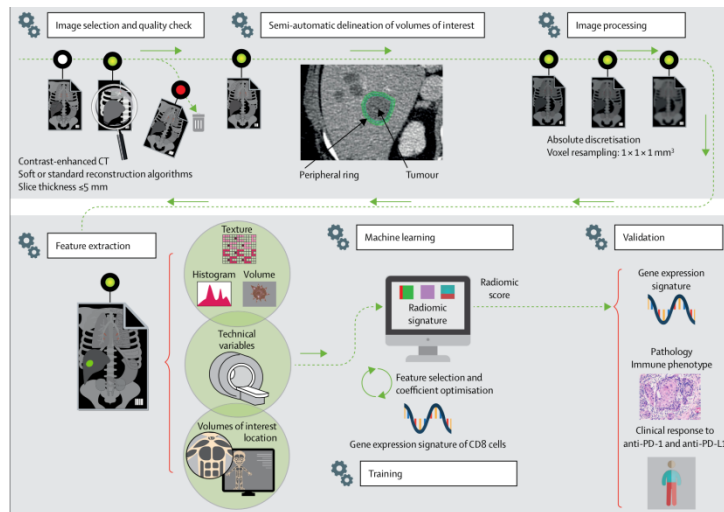 Image selection and quality check
Semi-automatic delineation of volumes of interest
Image processing
Contrast-enhanced CT
Soft or standard reconstruction algorithms
Slice thickness ≤5 mm
Peripheral ring
Tumour
Absolute discretisation
Voxel resampling: 1 × 1 × 1 mm³
Feature extraction
Texture
Histogram
Volume
Technical
variables
Volumes of interest
location
Machine learning
Radiomic
signature
Radiomic
score
Feature selection and
coefficient optimisation
Gene expression signature of CD8 cells
Training
Validation
Gene expression
signature
Pathology
Immune phenotype
Clinical response to
anti-PD-1 and anti-PD-L1